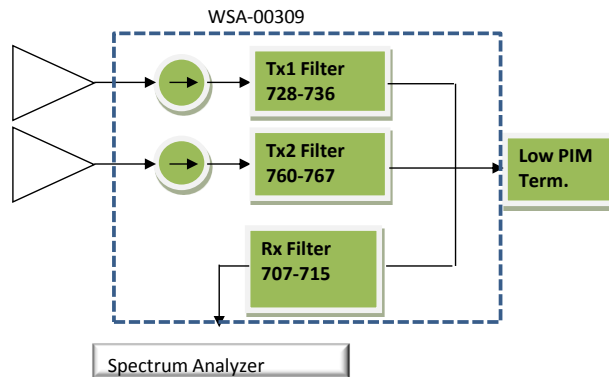 WSA-00309
Tx1 Filter
728-736
Tx2 Filter
760-767
Low PIM
Term.
Rx Filter
707-715
Spectrum Analyzer